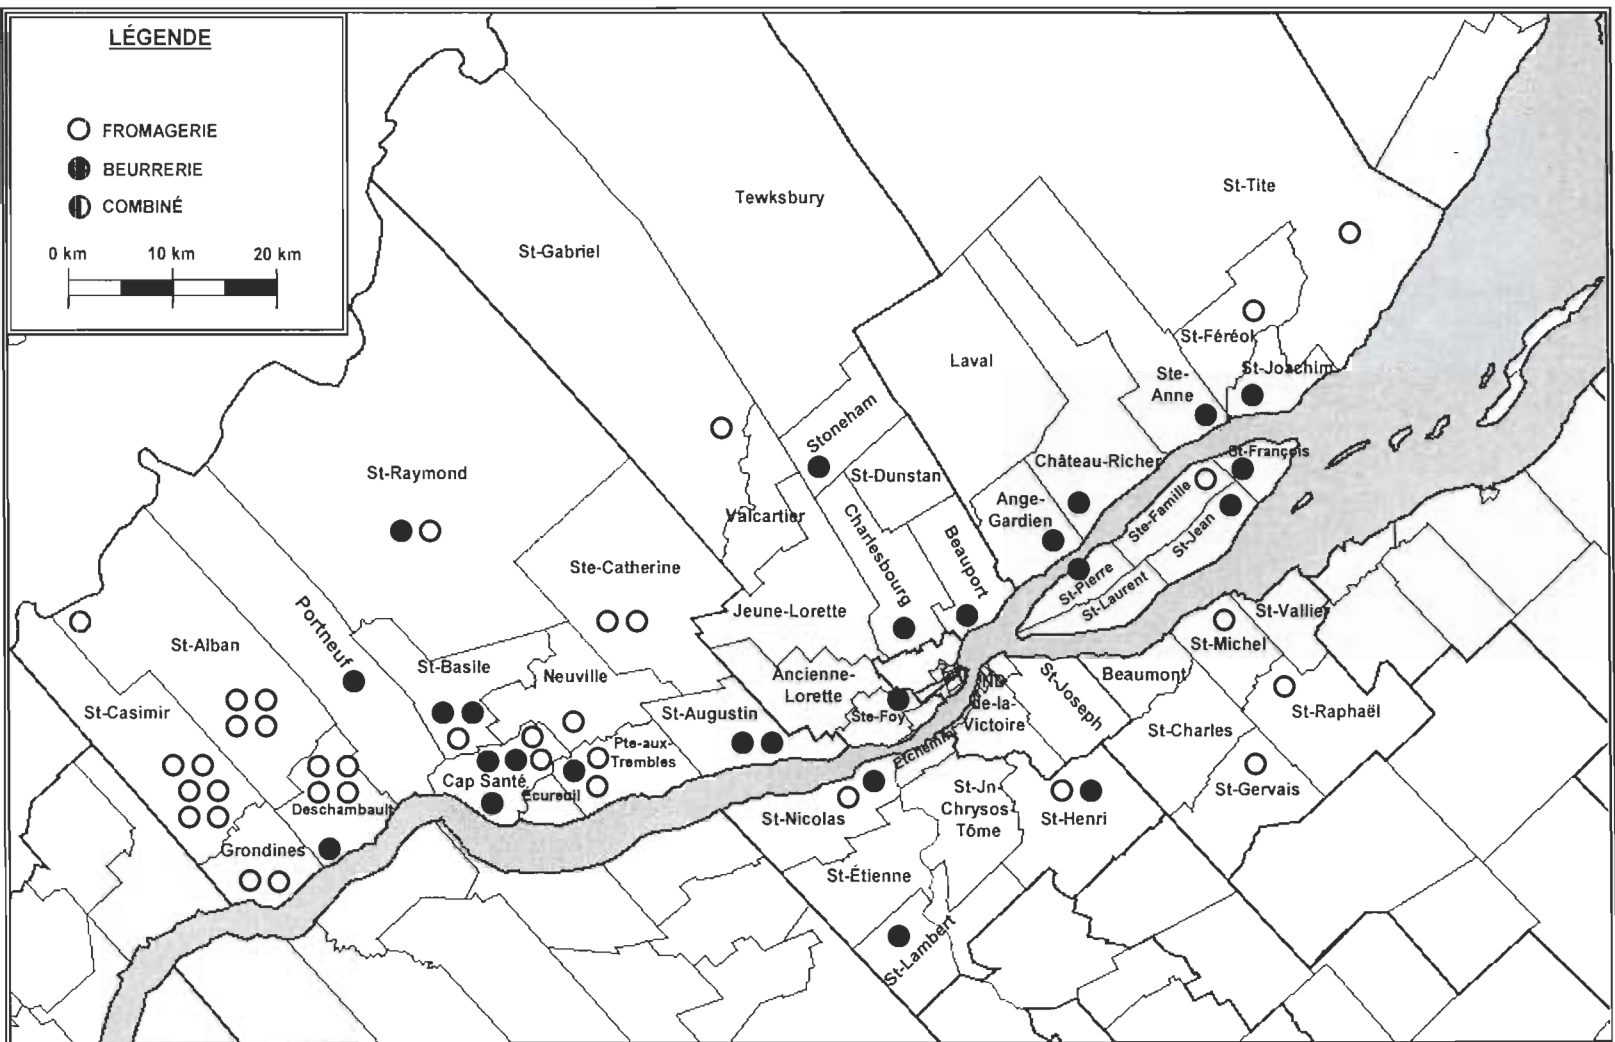 LÉGENDE
FROMAGERIE
BEURRERIE
COMBINÉ
0 km 10 km 20 km
St-Tite
Tewksbury
St-Gabriel
St-Féréol
Laval
St-Joachim
Ste-
Anne
Stoneham
St-François
Château-Richer
St-Raymond
St-Dunstan
Ste-Famille
Ange-
Gardien
Valcartier
Charlesbourg
Beauport
St-Jean
Ste-Catherine
St-Pierre
St-Laurent
Jeune-Lorette
St-Vallier
Portneuf
St-Alban
St-Michel
St-Basile
Neuville
Ancienne-
Lorette
Beaumont
ND-
de-la-
Victoire
St-Joseph
St-Casimir
St-Augustin
Ste-Foy
St-Raphaël
St-Charles
Pte-aux-
Trembles
Etchemin
Cap Santé
Écureuil
St-Jn-
Chrysos
Tôme
St-Gervais
Deschambault
St-Nicolas
St-Henri
Grondines
St-Étienne
St-Lambert